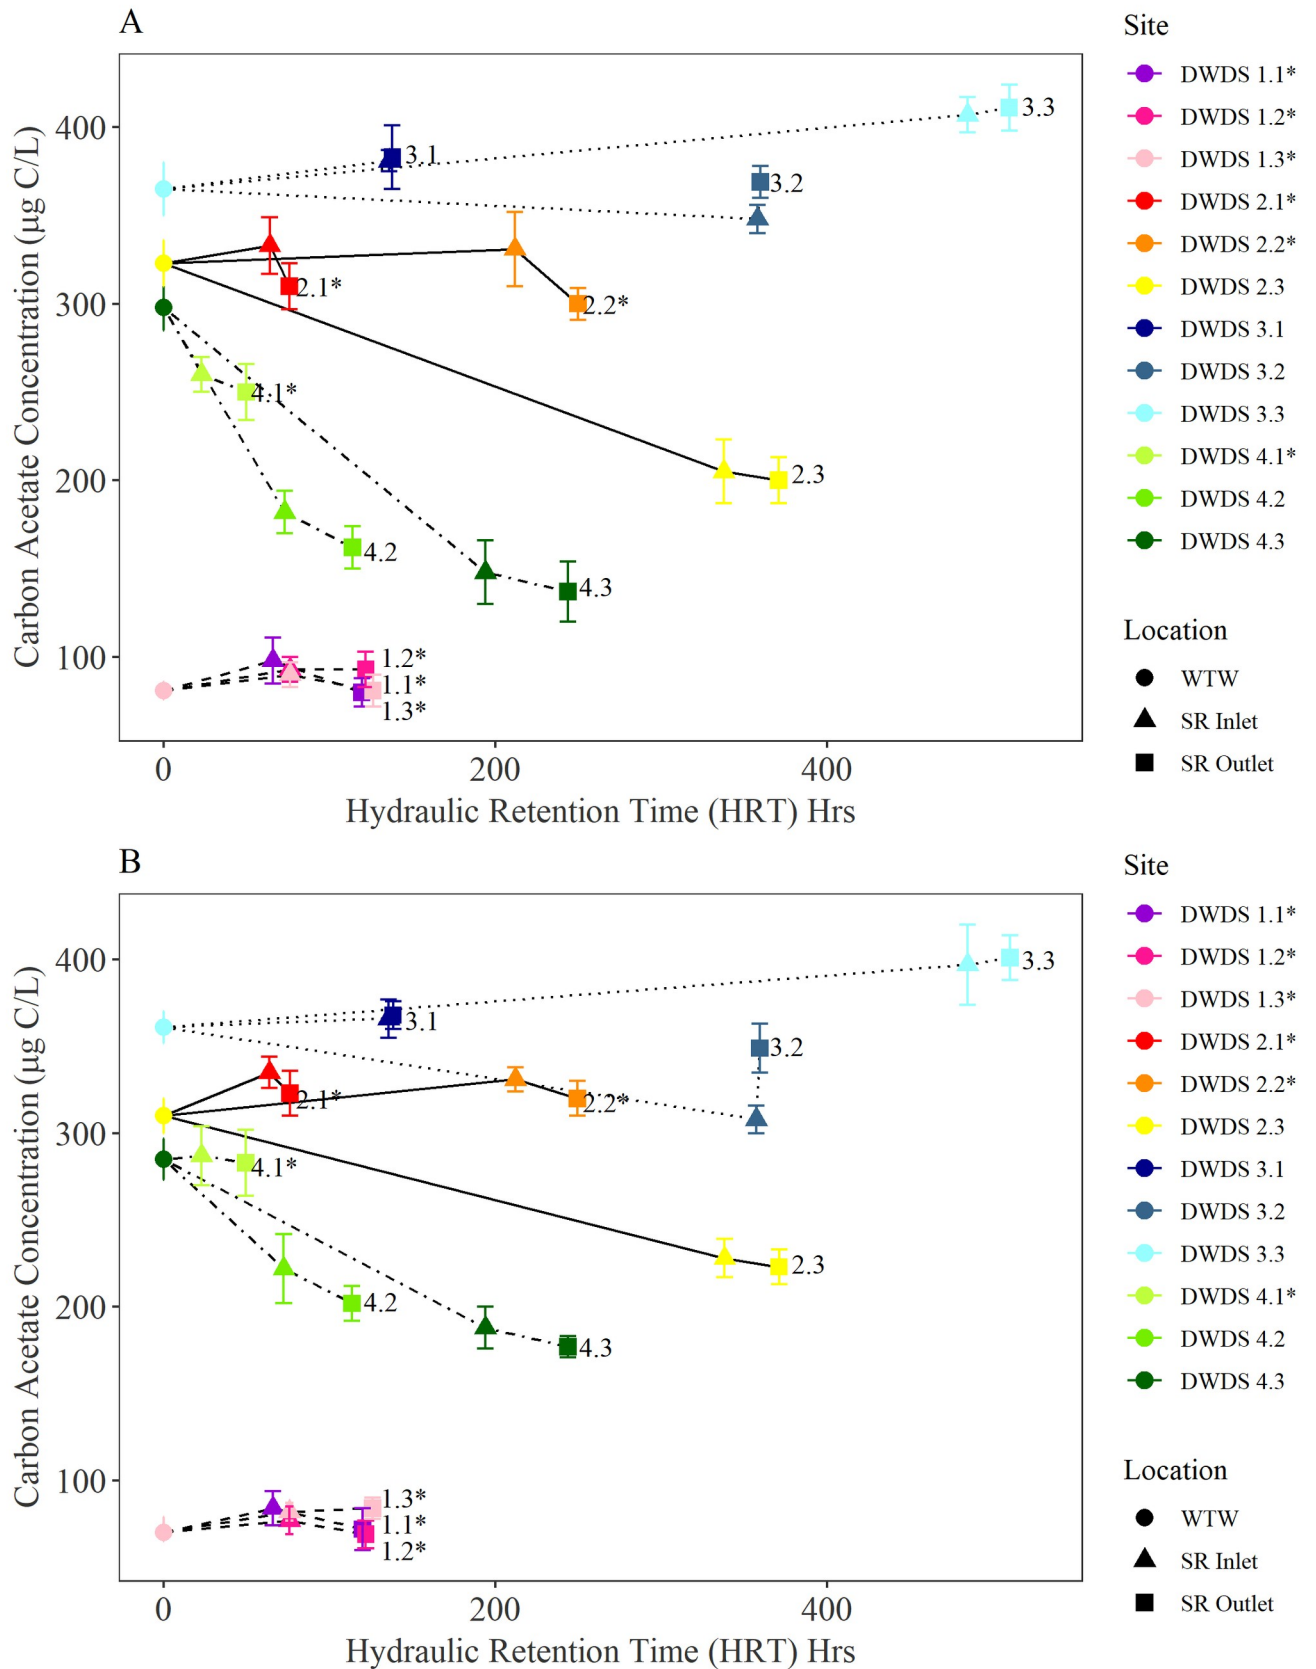 A
Carbon Acetate Concentration (µg C/L)
400
300
200
100
0
200
400
Hydraulic Retention Time (HRT) Hrs
3.3
3.1
3.2
2.1*
2.2*
4.1*
2.3
4.2
4.3
1.2*
1.1*
1.3*
Site
DWDS 1.1*
DWDS 1.2*
DWDS 1.3*
DWDS 2.1*
DWDS 2.2*
DWDS 2.3
DWDS 3.1
DWDS 3.2
DWDS 3.3
DWDS 4.1*
DWDS 4.2
DWDS 4.3
Location
WTW
SR Inlet
SR Outlet
B
Carbon Acetate Concentration (µg C/L)
400
300
200
100
0
200
400
Hydraulic Retention Time (HRT) Hrs
3.3
3.1
3.2
2.1*
2.2*
4.1*
2.3
4.2
4.3
1.3*
1.1*
1.2*
Site
DWDS 1.1*
DWDS 1.2*
DWDS 1.3*
DWDS 2.1*
DWDS 2.2*
DWDS 2.3
DWDS 3.1
DWDS 3.2
DWDS 3.3
DWDS 4.1*
DWDS 4.2
DWDS 4.3
Location
WTW
SR Inlet
SR Outlet